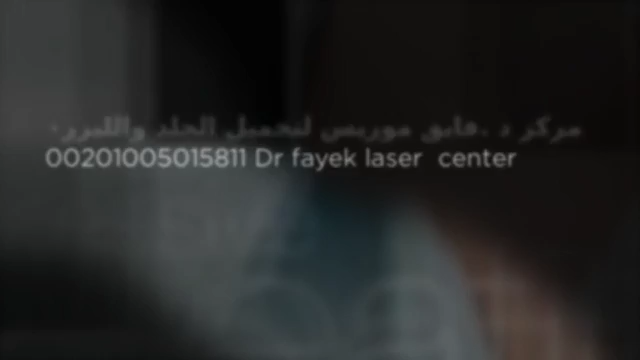 مركز د .فايق موريس لتجميل الجلد والليزر.
00201005015811 Dr fayek laser  center